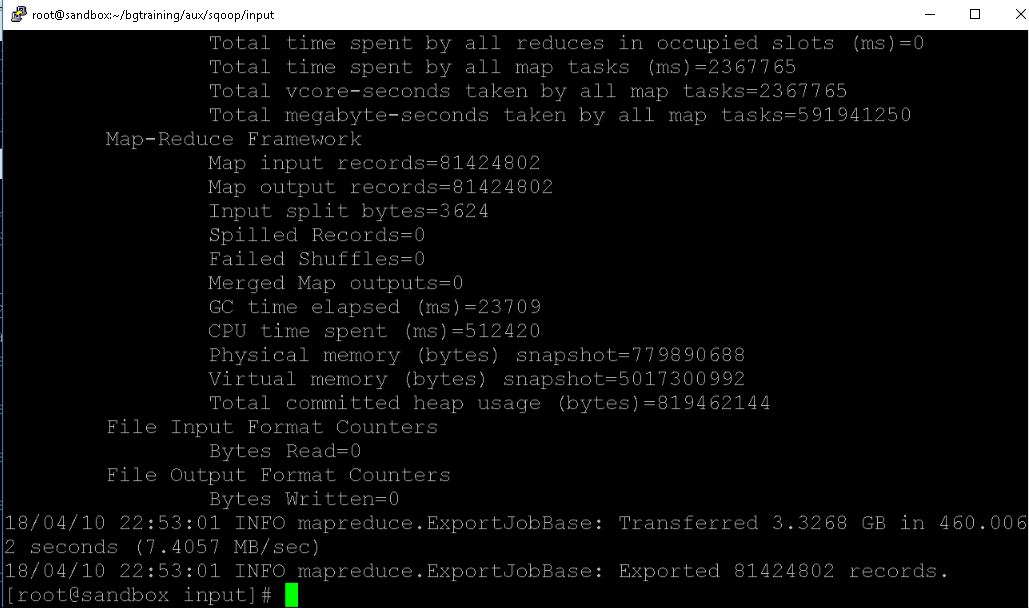 root@sandbox:~/bgtraining/aux/sqoop/input
Total time spent by all reduces in occupied slots (ms)=0
Total time spent by all map tasks (ms)=2367765
Total vcore-seconds taken by all map tasks=2367765
Total megabyte-seconds taken by all map tasks=591941250
Map-Reduce Framework
Map input records=81424802
Map output records=81424802
Input split bytes=3624
Spilled Records=0
Failed Shuffles=0
Merged Map outputs=0
GC time elapsed (ms)=23709
CPU time spent (ms)=512420
Physical memory (bytes) snapshot=779890688
Virtual memory (bytes) snapshot=5017300992
Total committed heap usage (bytes)=819462144
File Input Format Counters
Bytes Read=0
File Output Format Counters
Bytes Written=0
18/04/10 22:53:01 INFO mapreduce.ExportJobBase: Transferred 3.3268 GB in 460.006
2 seconds (7.4057 MB/sec)
18/04/10 22:53:01 INFO mapreduce.ExportJobBase: Exported 81424802 records.
[root@sandbox input]#